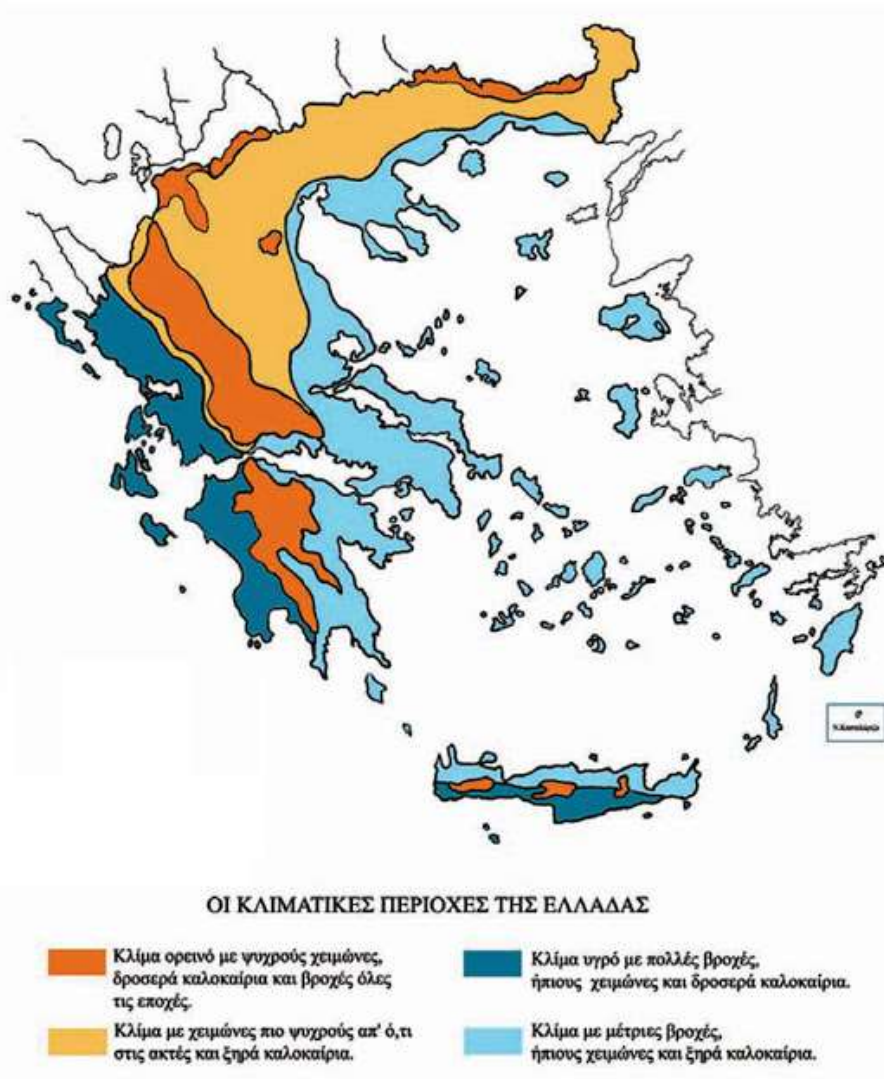 Ν.Καστελόριζο
ΟΙ ΚΛΙΜΑΤΙΚΕΣ ΠΕΡΙΟΧΕΣ ΤΗΣ ΕΛΛΑΔΑΣ
Κλίμα ορεινό με ψυχρούς χειμώνες,
δροσερά καλοκαίρια και βροχές όλες
τις εποχές.
Κλίμα με χειμώνες πιο ψυχρούς απ' ό,τι
στις ακτές και ξηρά καλοκαίρια.
Κλίμα υγρό με πολλές βροχές,
ήπιους χειμώνες και δροσερά καλοκαίρια.
Κλίμα με μέτριες βροχές,
ήπιους χειμώνες και ξηρά καλοκαίρια.